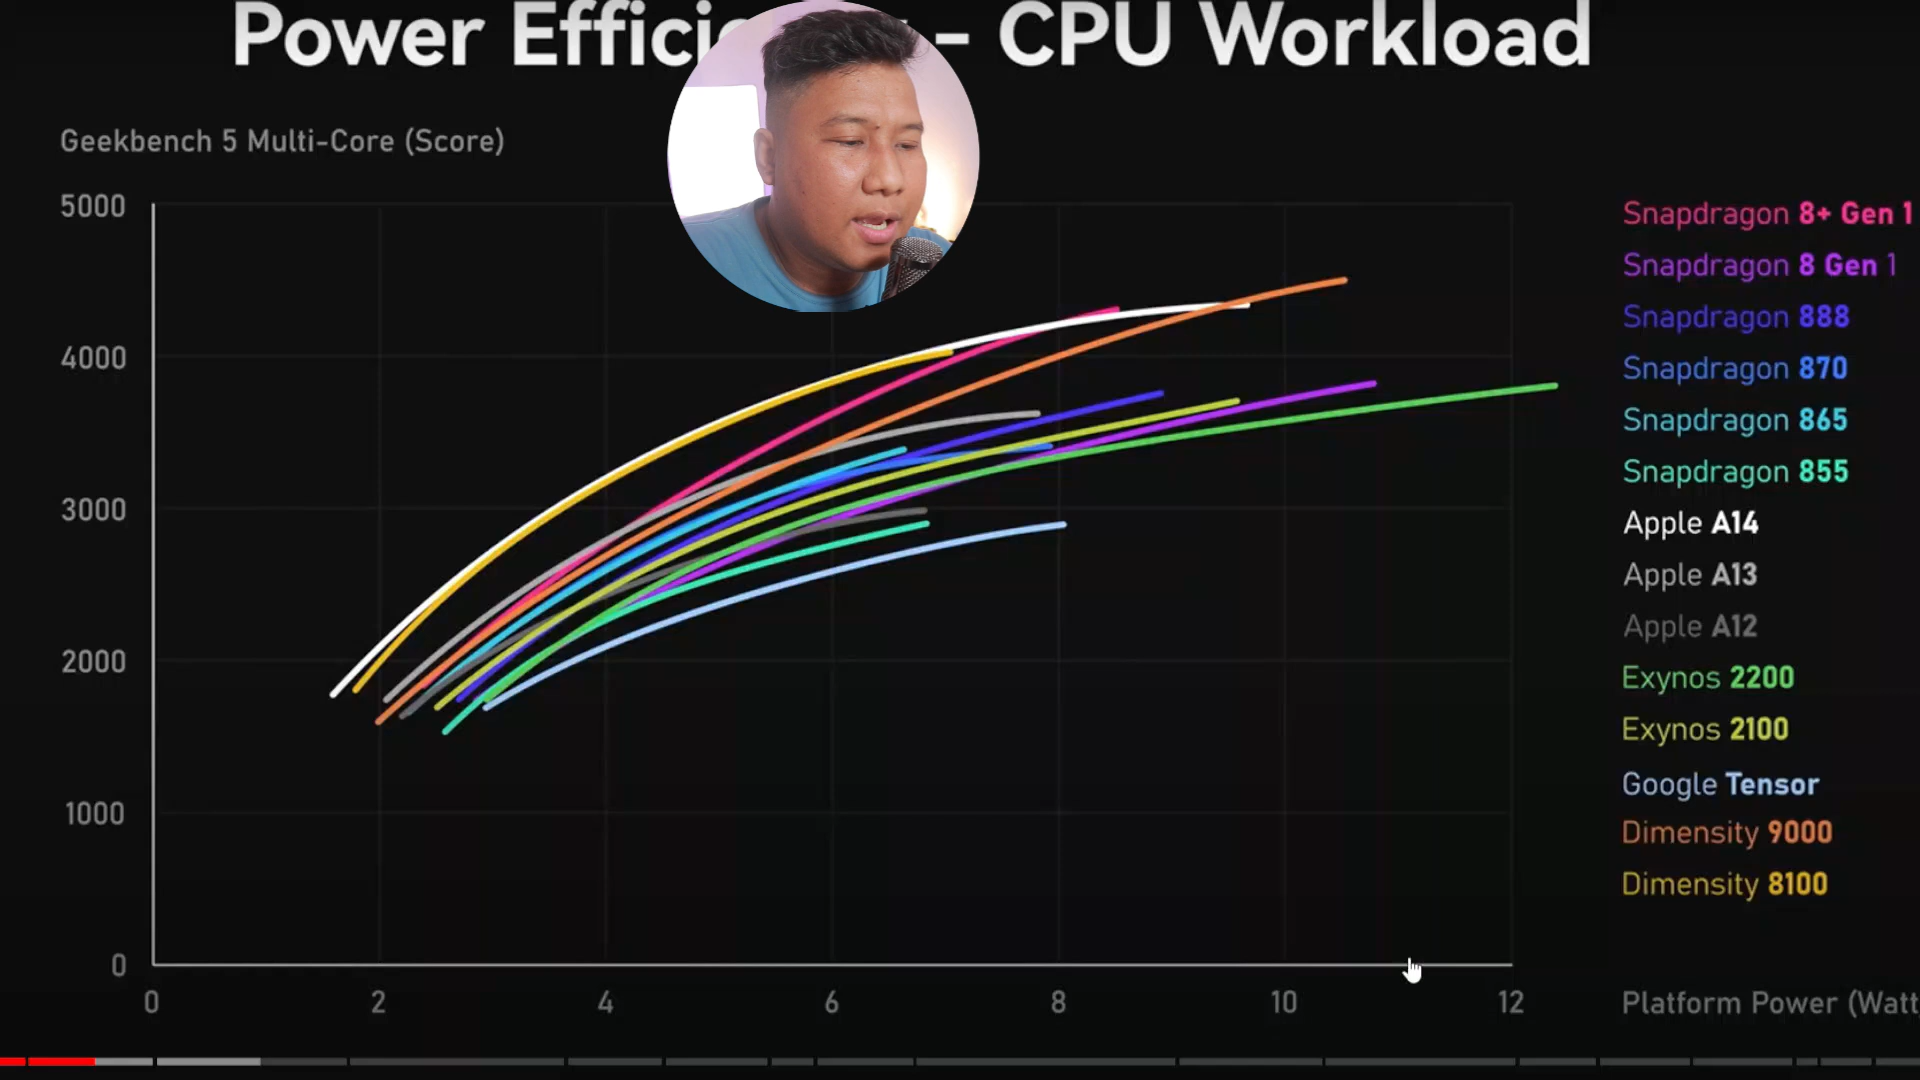 Power Effici - CPU Workload
Geekbench 5 Multi-Core (Score)
5000
4000
3000
2000
1000
0
0 2 4 6 8 10 12
Snapdragon 8+ Gen 1
Snapdragon 8 Gen 1
Snapdragon 888
Snapdragon 870
Snapdragon 865
Snapdragon 855
Apple A14
Apple A13
Apple A12
Exynos 2200
Exynos 2100
Google Tensor
Dimensity 9000
Dimensity 8100
Platform Power (Watt